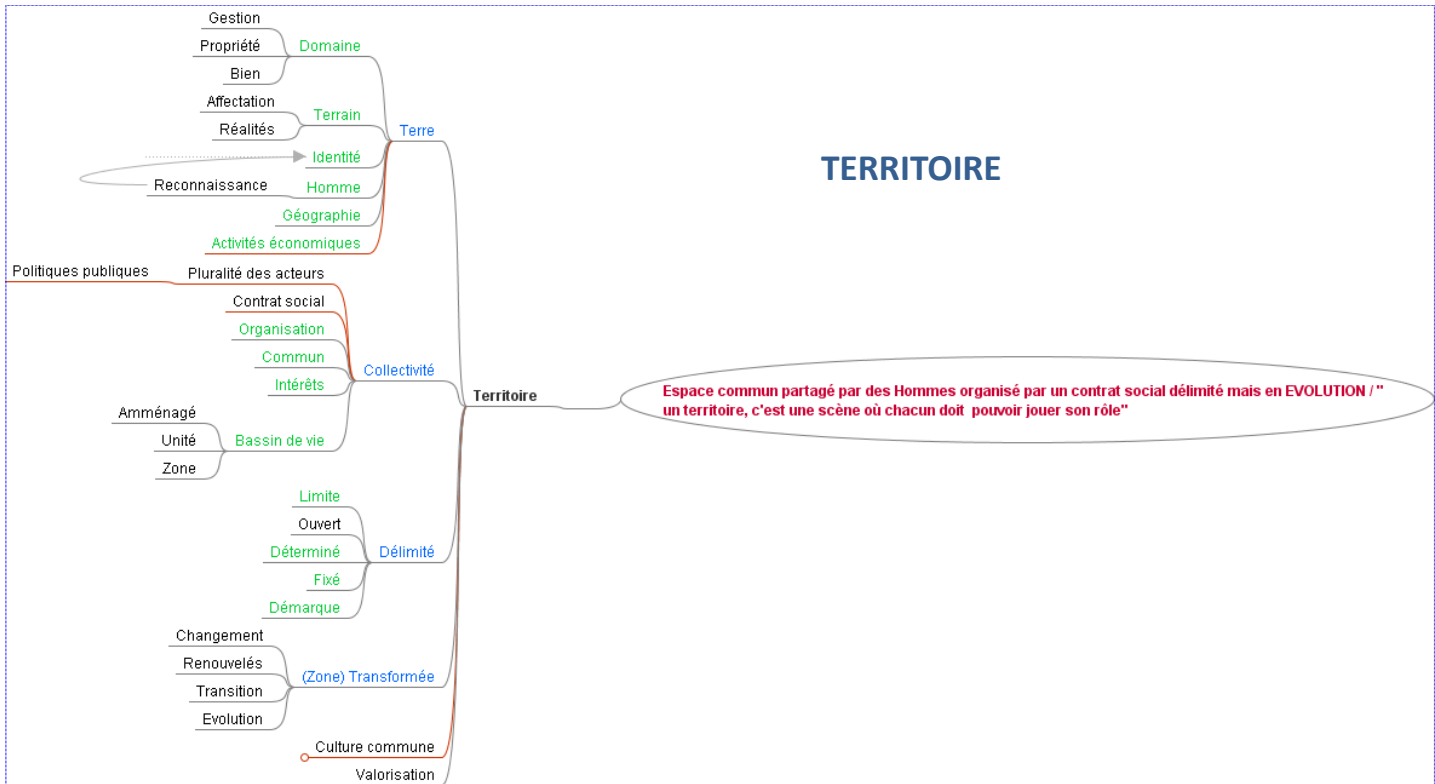 TERRITOIRE
Gestion
Propriété
Bien
Domaine
Affectation
Réalités
Terrain
Identité
Reconnaissance
Homme
Géographie
Activités économiques
Terre
Politiques publiques
Pluralité des acteurs
Contrat social
Organisation
Commun
Intérêts
Amménagé
Unité
Zone
Bassin de vie
Collectivité
Limite
Ouvert
Déterminé
Fixé
Démarque
Délimité
Changement
Renouvelés
Transition
Evolution
(Zone) Transformée
Culture commune
Valorisation
Territoire
Espace commun partagé par des Hommes organisé par un contrat social délimité mais en EVOLUTION / "
un territoire, c'est une scène où chacun doit pouvoir jouer son rôle"